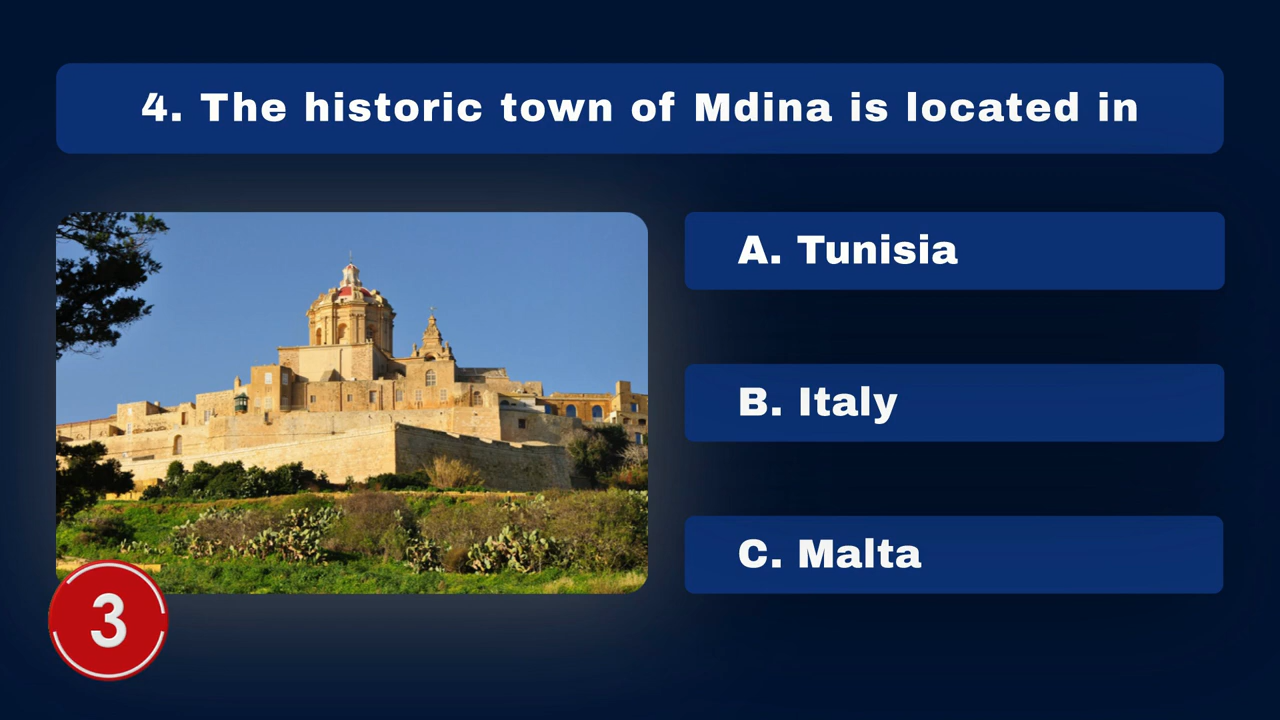 4. The historic town of Mdina is located in
A. Tunisia
B. Italy
C. Malta
3